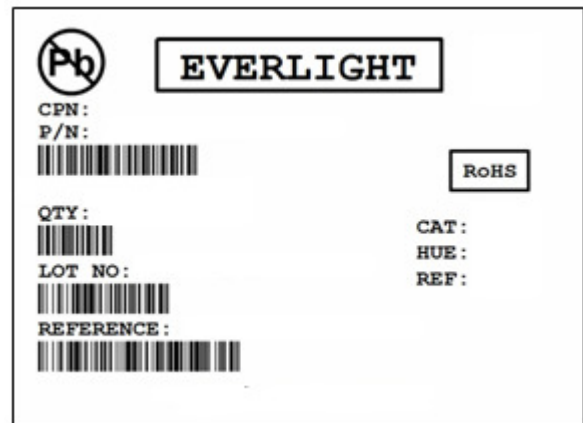 Pb
EVERLIGHT
CPN:
P/N:
RoHS
QTY:
CAT:
HUE:
LOT NO:
REF:
REFERENCE: